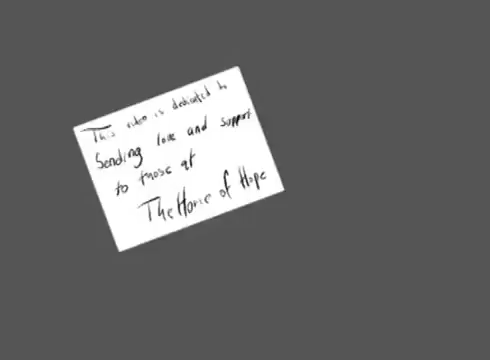 This video is dedicated to
Sending love and support
to those at
The Home of Hope